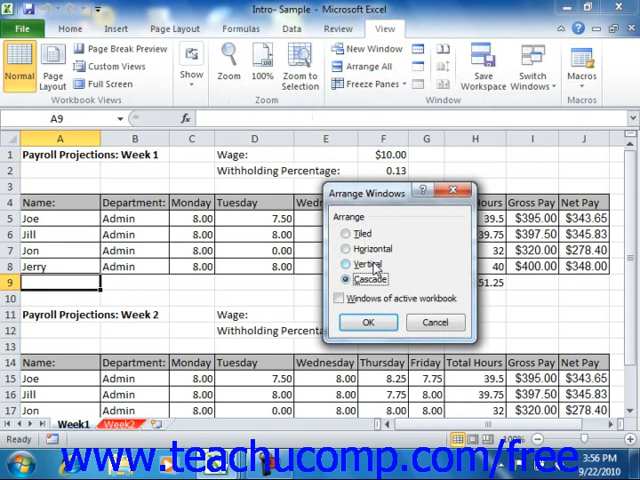 Intro- Sample - Microsoft Excel
File Home Insert Page Layout Formulas Data Review View
Normal Page Layout Page Break Preview Custom Views Full Screen Workbook Views
Show
Zoom 100% Zoom to Selection Zoom
New Window Arrange All Freeze Panes Save Workspace Switch Windows Window
Macros Macros
A9 fx
A B C D E F G H I J
1 Payroll Projections: Week 1 Wage: $10.00
2 Withholding Percentage: 0.13
3
4 Name: Department: Monday Tuesday Wedn Hours Gross Pay Net Pay
5 Joe Admin 8.00 7.50 39.5 $395.00 $343.65
6 Jill Admin 8.00 8.00 39.75 $397.50 $345.83
7 Jon Admin 8.00 0.00 32 $320.00 $278.40
8 Jerry Admin 8.00 8.00 40 $400.00 $348.00
9 51.25
10
11 Payroll Projections: Week 2 Wage:
12 Withholding Percenta
13
14 Name: Department: Monday Tuesday Wednesday Thursday Friday Total Hours Gross Pay Net Pay
15 Joe Admin 8.00 7.50 8.00 8.25 7.75 39.5 $395.00 $343.65
16 Jill Admin 8.00 8.00 8.00 7.75 8.00 39.75 $397.50 $345.83
17 Jon Admin 8.00 0.00 8.00 8.00 8.00 32 $320.00 $278.40
Arrange Windows
Arrange
Tiled
Horizontal
Vertical
Cascade
Windows of active workbook
OK Cancel
Week1 Week2
Ready 100%
www.teachucomp.com/free
3:56 PM
9/22/2010